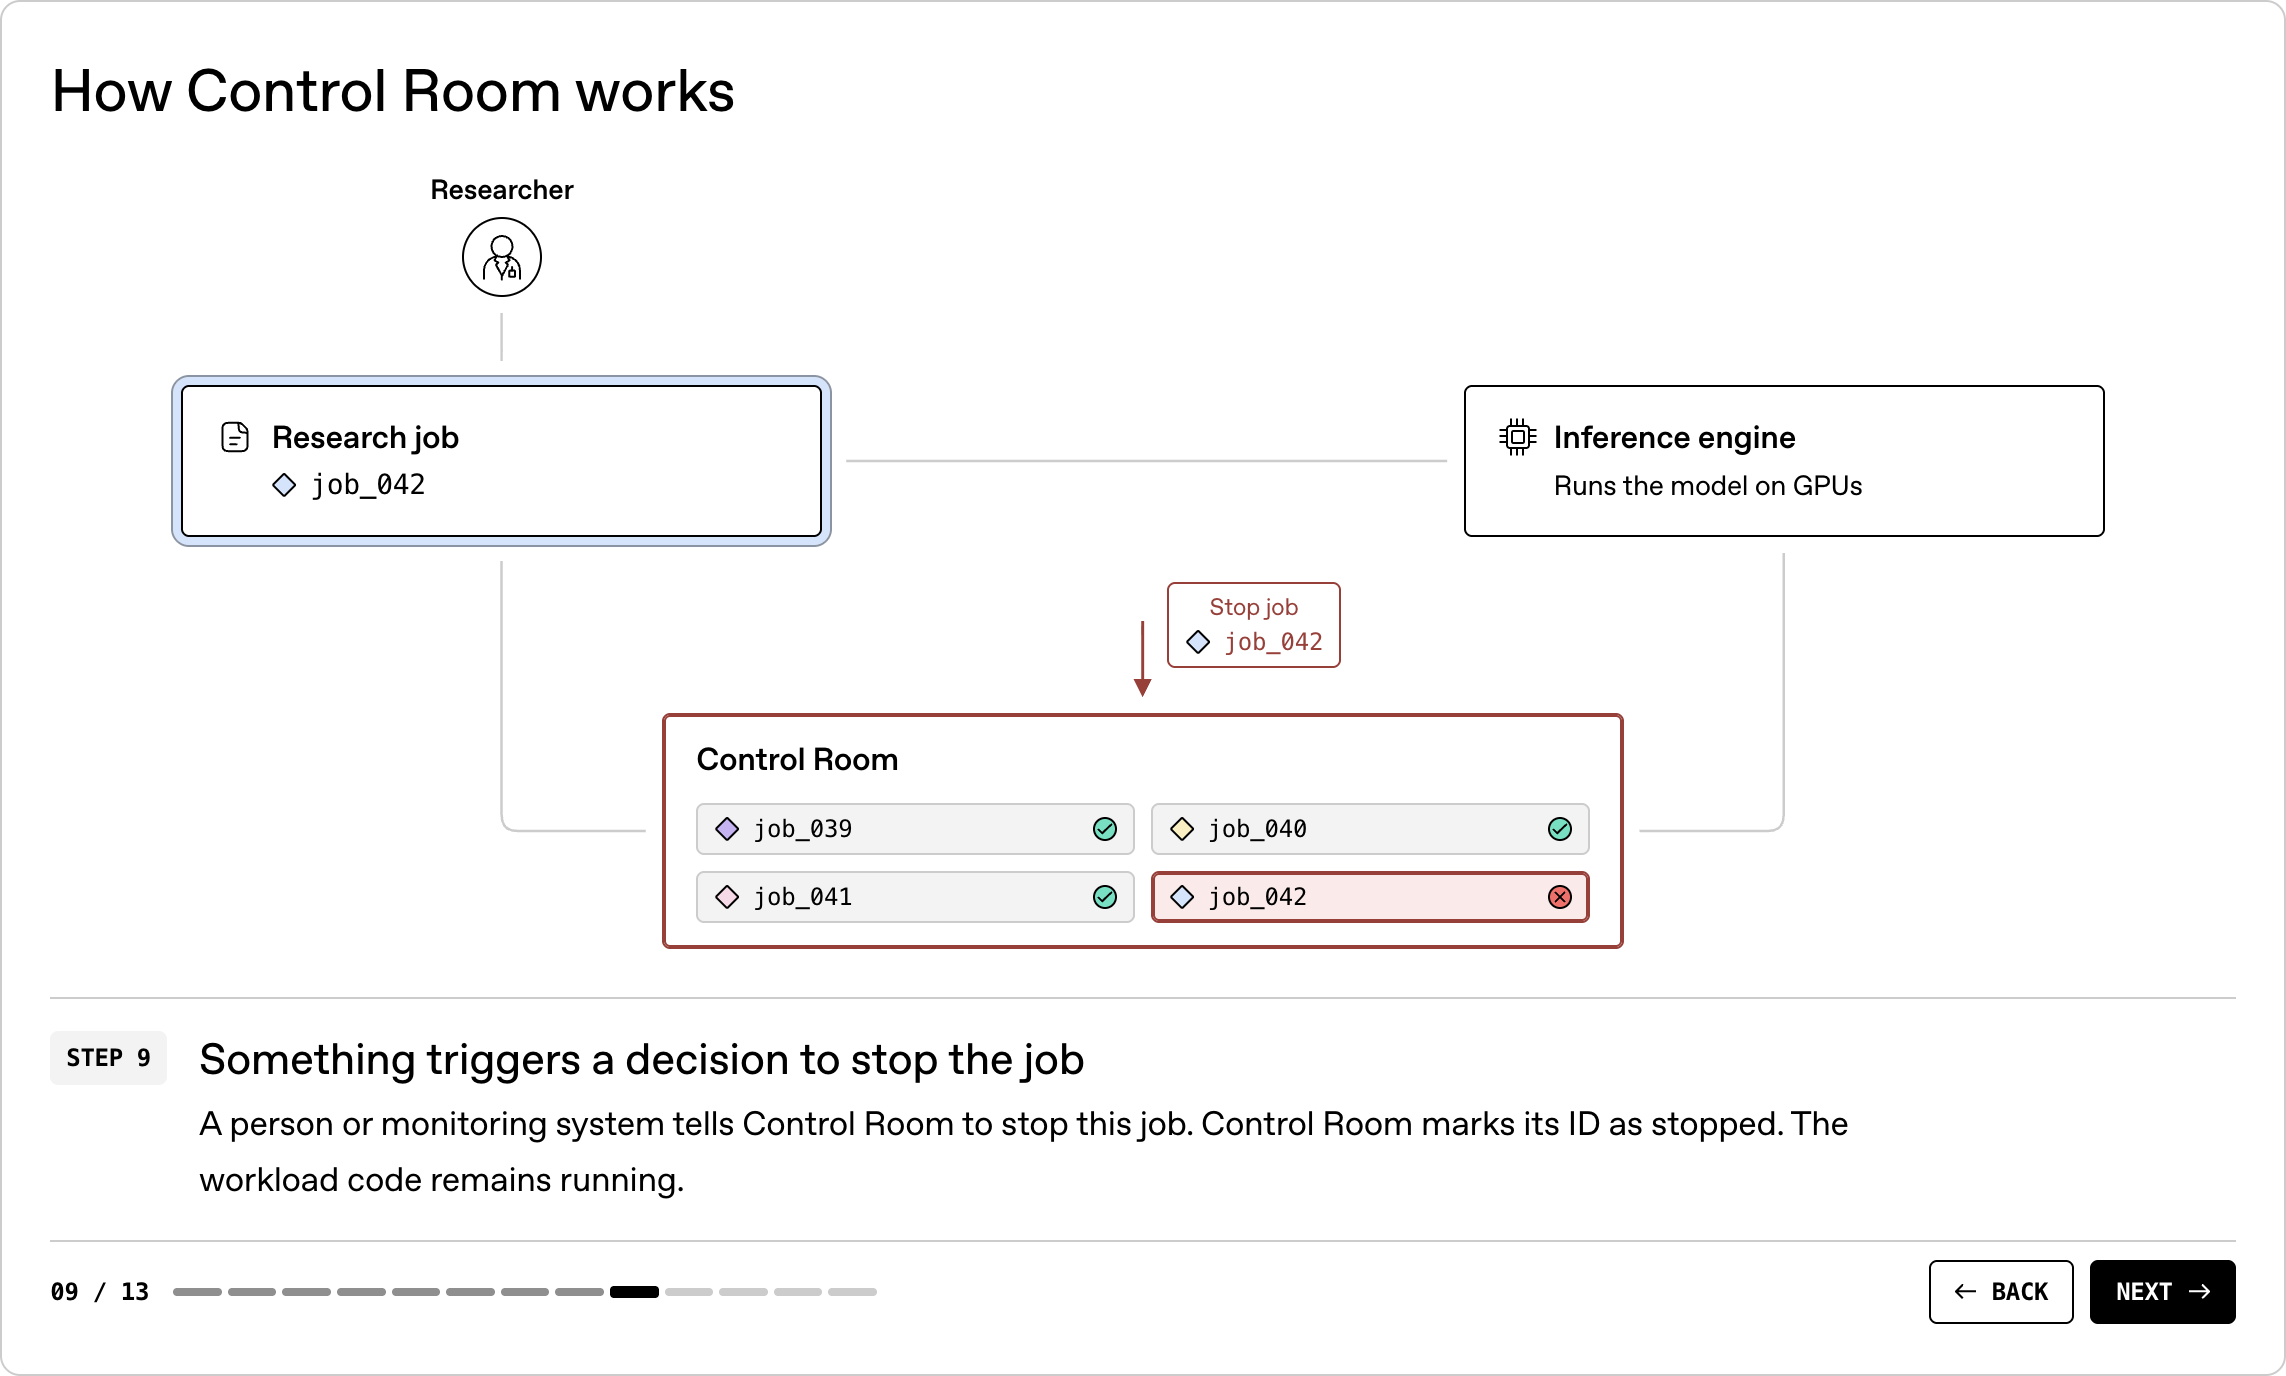 How Control Room works
Researcher
Research job
job_042
Inference engine
Runs the model on GPUs
Stop job
job_042
Control Room
job_039
job_040
job_041
job_042
STEP 9
Something triggers a decision to stop the job
A person or monitoring system tells Control Room to stop this job. Control Room marks its ID as stopped. The
workload code remains running.
09 / 13
← BACK
NEXT →